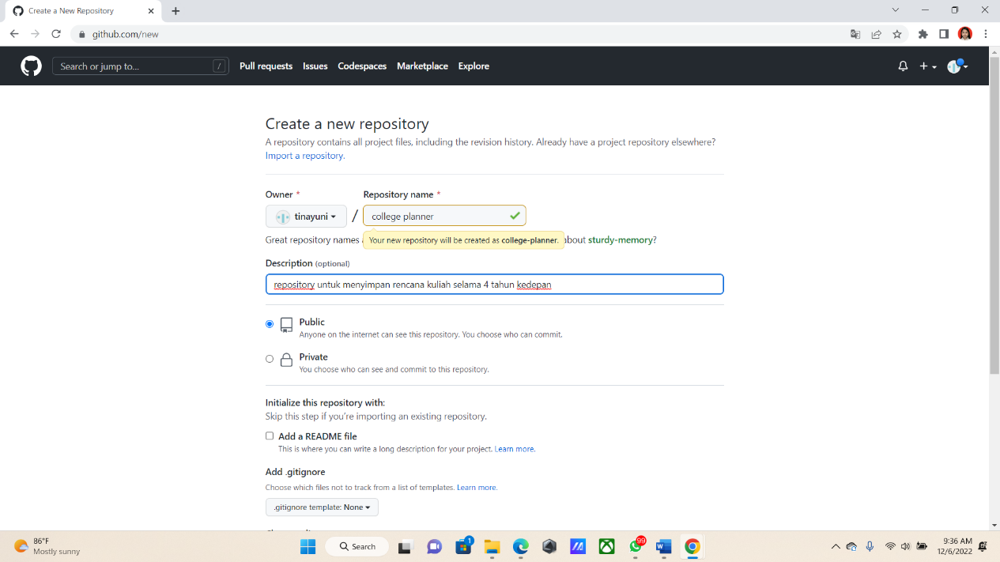 Create a New Repository
github.com/new
Search or jump to... /
Pull requests Issues Codespaces Marketplace Explore
Create a new repository
A repository contains all project files, including the revision history. Already have a project repository elsewhere?
Import a repository.
Owner * Repository name *
tinayuni / college planner
Great repository names
Your new repository will be created as college-planner.
about sturdy-memory?
Description (optional)
repository untuk menyimpan rencana kuliah selama 4 tahun kedepan
Public
Anyone on the internet can see this repository. You choose who can commit.
Private
You choose who can see and commit to this repository.
Initialize this repository with:
Skip this step if you're importing an existing repository.
Add a README file
This is where you can write a long description for your project. Learn more.
Add .gitignore
Choose which files not to track from a list of templates. Learn more.
.gitignore template: None
86°F
Mostly sunny
Search
1
99
9:36 AM
12/6/2022